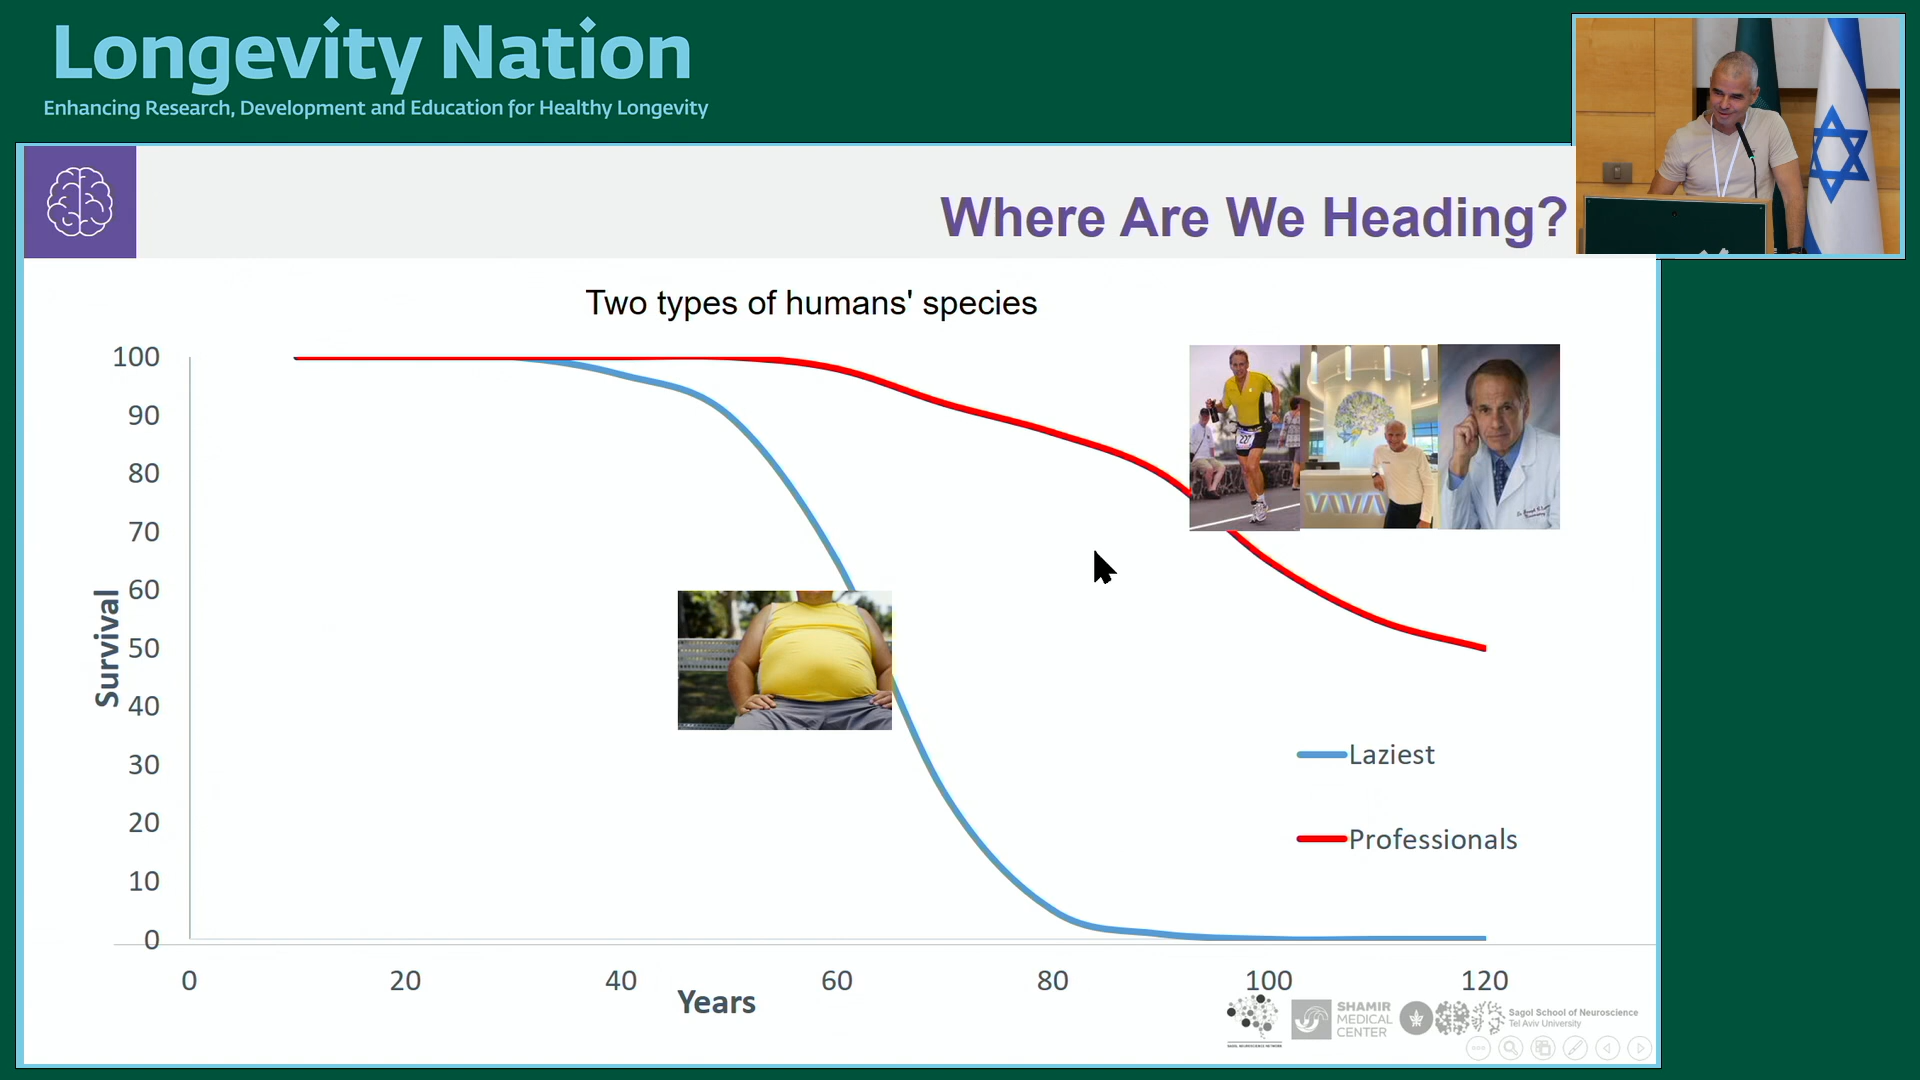 Longevity Nation
Enhancing Research, Development and Education for Healthy Longevity
Where Are We Heading?
Two types of humans' species
100
90
80
70
60
50
40
30
20
10
0
Survival
0 20 40 60 80 100 120
Years
Laziest
Professionals
227
SHAMIR
MEDICAL
CENTER
Sagol School of Neuroscience
Tel Aviv University